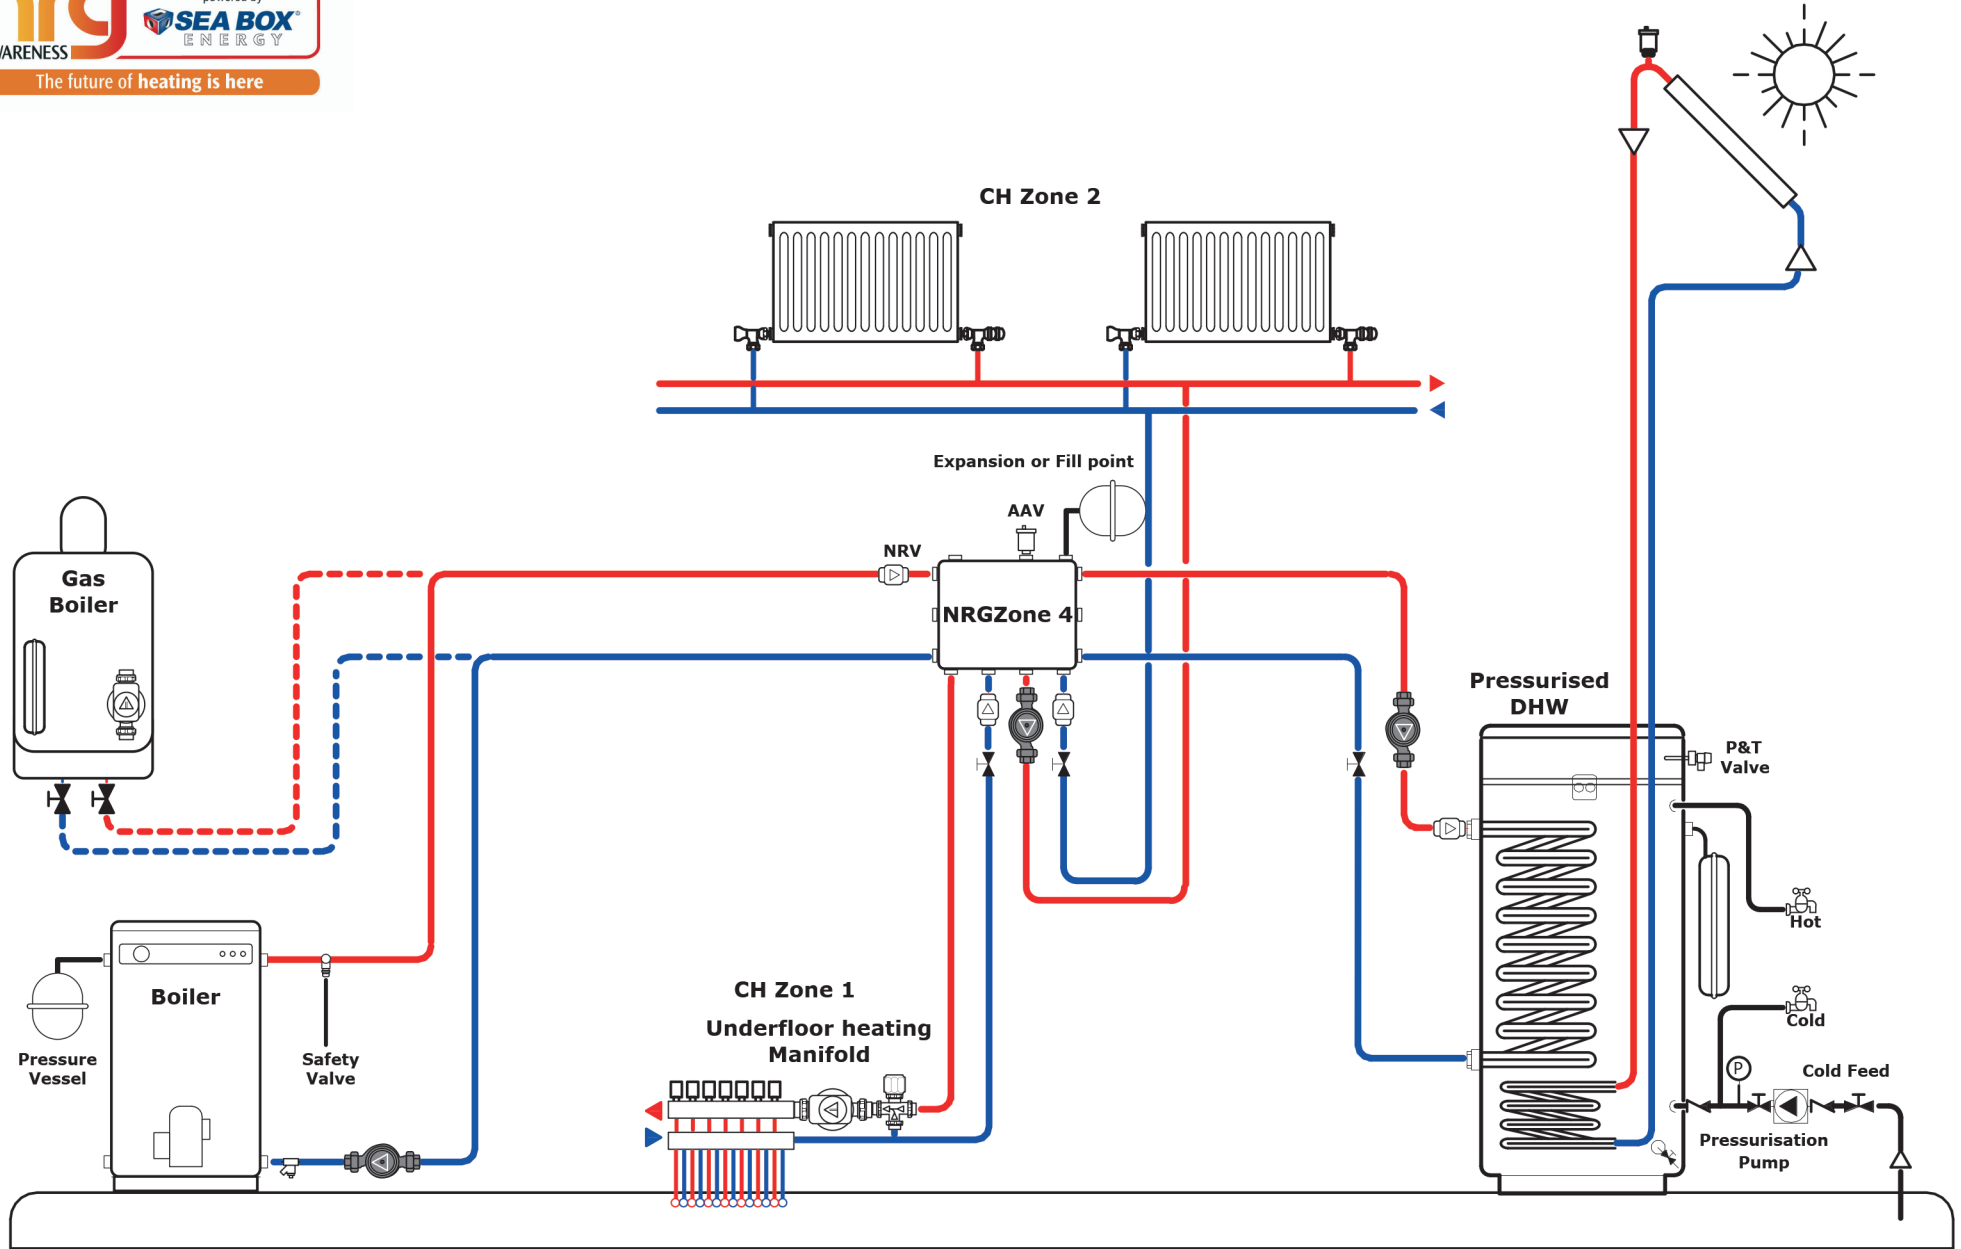 powered by
SEA BOX
ENERGY
The future of heating is here
CH Zone 2
Expansion or Fill point
AAV
NRV
Gas
Boiler
NRGZone 4
Pressurised
DHW
P&T
Valve
Hot
Boiler
CH Zone 1
Underfloor heating
Manifold
Cold
Pressure
Vessel
Safety
Valve
P
Cold Feed
Pressurisation
Pump